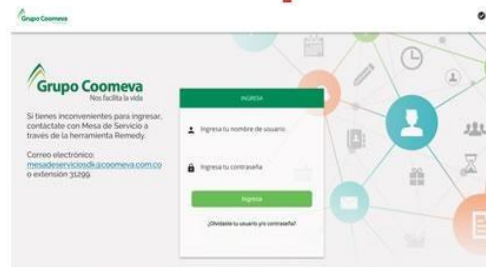 Grupo Coomeva
Grupo Coomeva
Nos facilita la vida
Si tienes inconvenientes para ingresar,
contáctate con Mesa de Servicio a
través de la herramienta Remedy.
Correo electrónico:
mesadeserviciosdk@coomeva.com.co
o extensión 31299.
INGRESA
Ingresa tu nombre de usuario
Ingresa tu contraseña
Ingresa
¿Olvidaste tu usuario y/o contraseña?